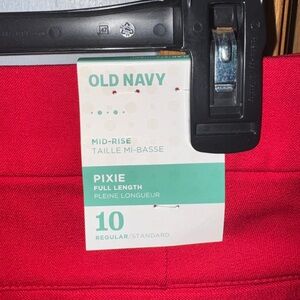 OLD NAVY
MID-RISE
TAILLE MI-BASSE
PIXIE
FULL LENGTH
PLEINE LONGUEUR
10
REGULAR/STANDARD